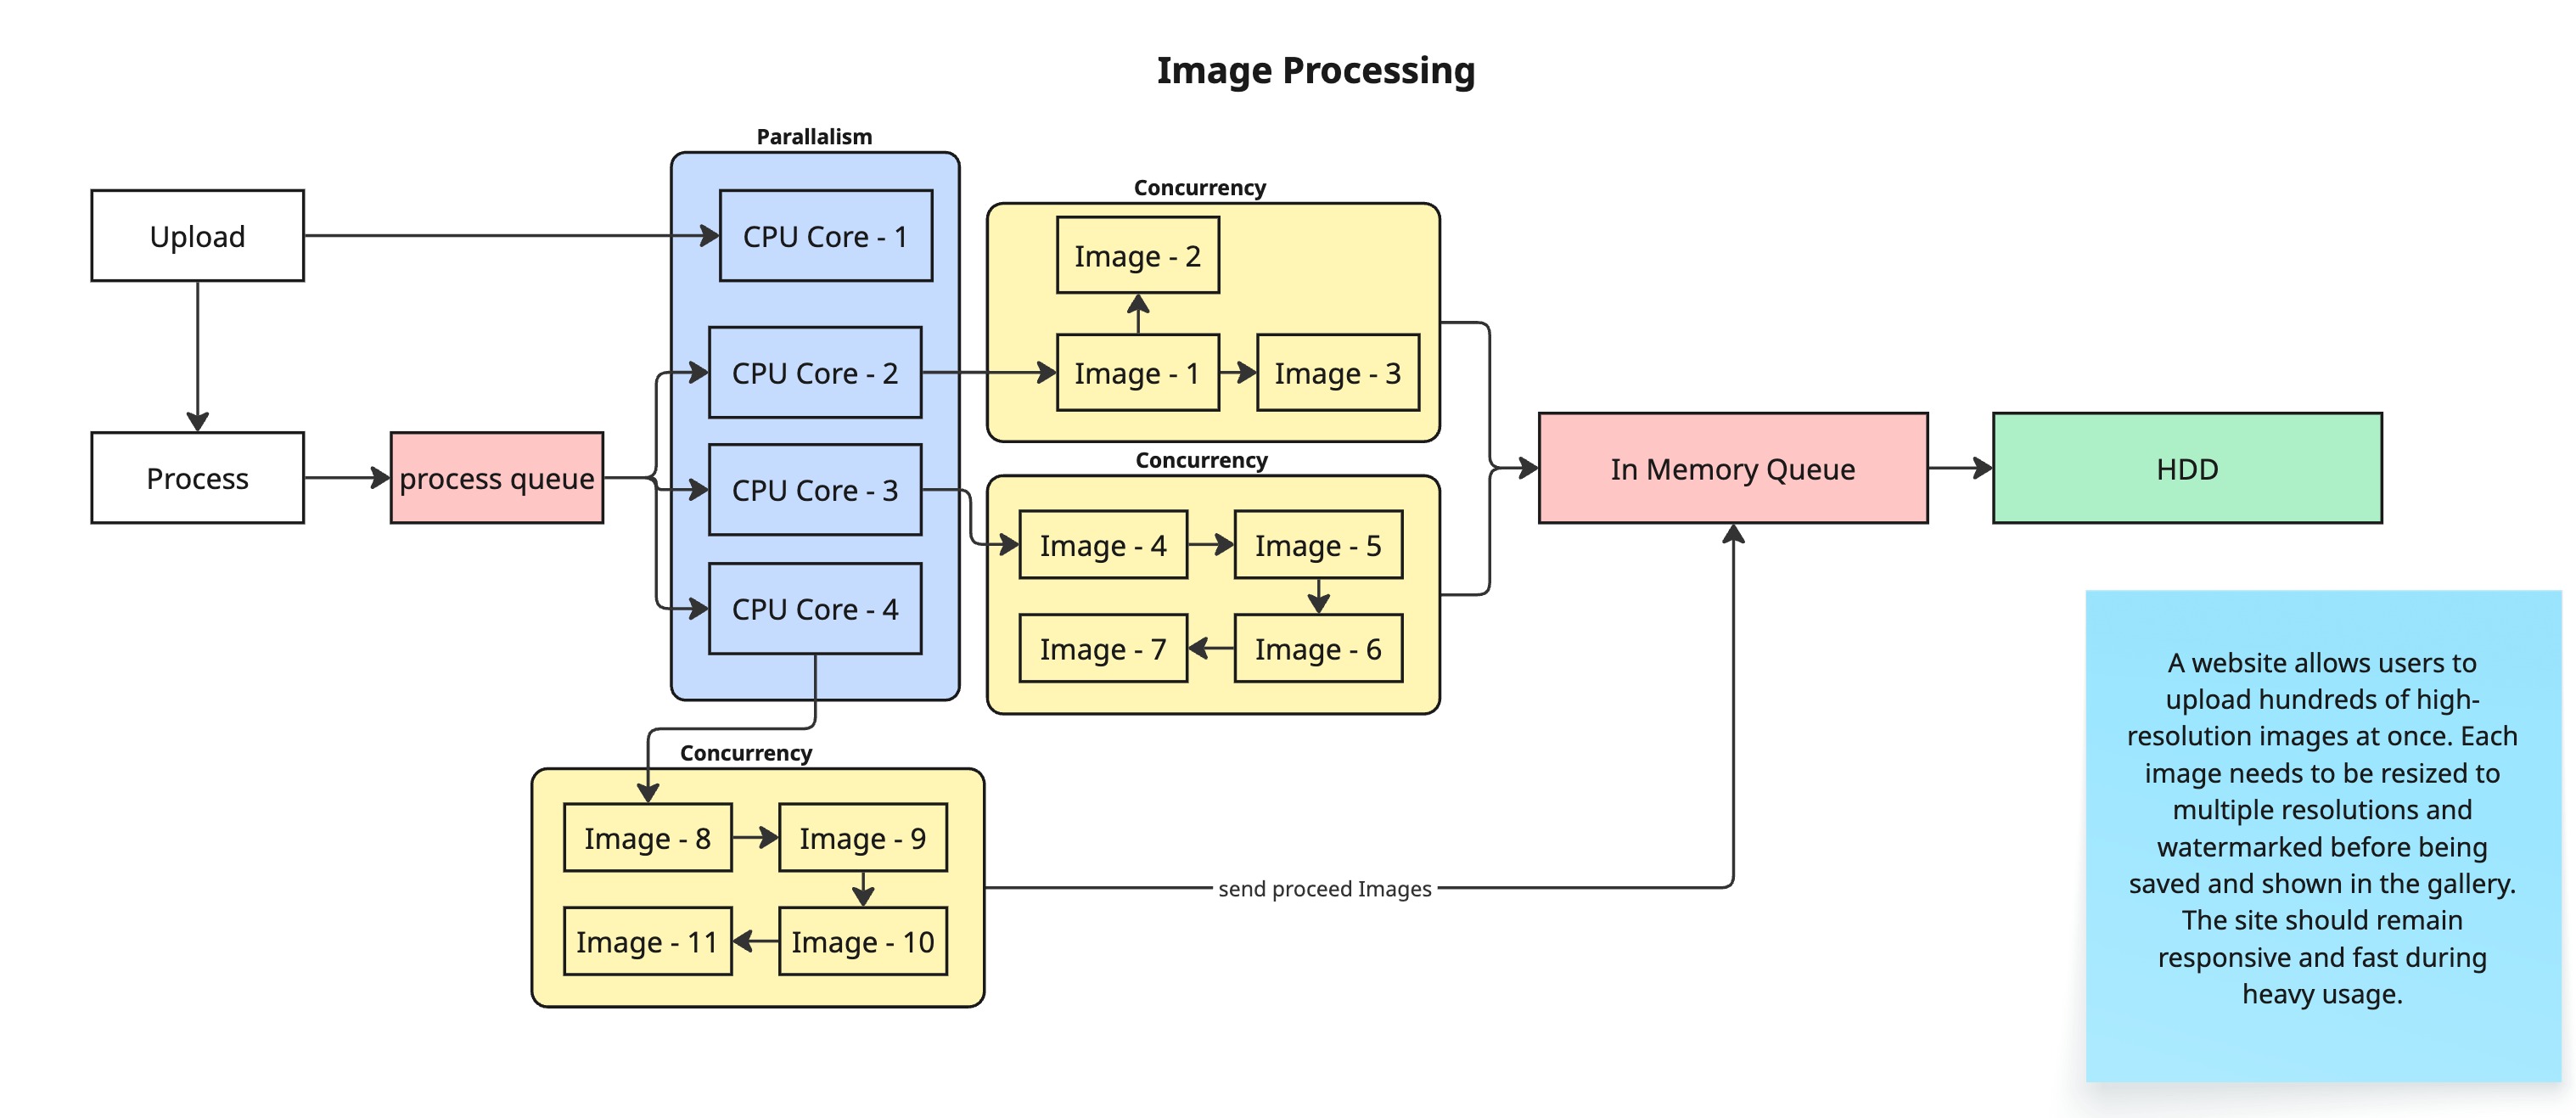 Image Processing
Parallalism
Upload
CPU Core - 1
Concurrency
Image - 2
CPU Core - 2
Image - 1
Image - 3
Process
process queue
CPU Core - 3
CPU Core - 4
Concurrency
Image - 4
Image - 5
Image - 7
Image - 6
In Memory Queue
HDD
Concurrency
Image - 8
Image - 9
Image - 11
Image - 10
send proceed Images
A website allows users to
upload hundreds of high-
resolution images at once. Each
image needs to be resized to
multiple resolutions and
watermarked before being
saved and shown in the gallery.
The site should remain
responsive and fast during
heavy usage.